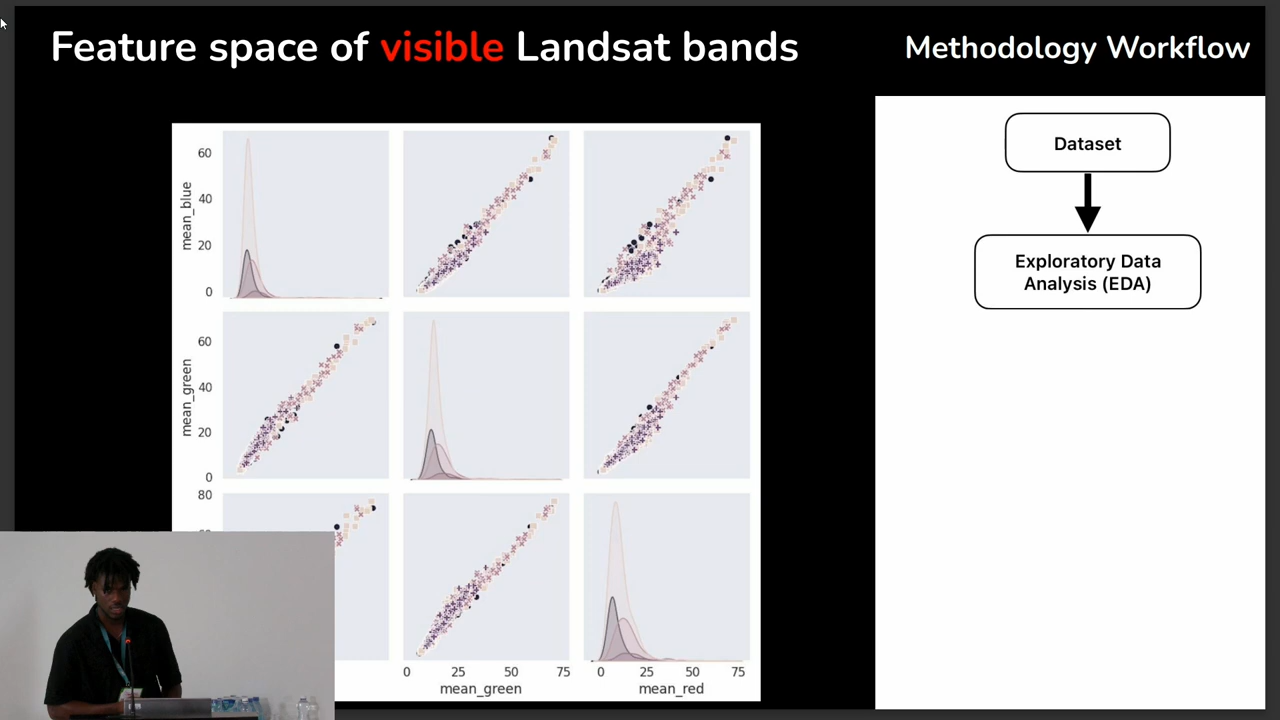 Feature space of visible Landsat bands
Methodology Workflow
Dataset
Exploratory Data
Analysis (EDA)
mean_blue
60
40
20
0
mean_green
60
40
20
0
80
0 25 50 75
mean_green
0 25 50 75
mean_red